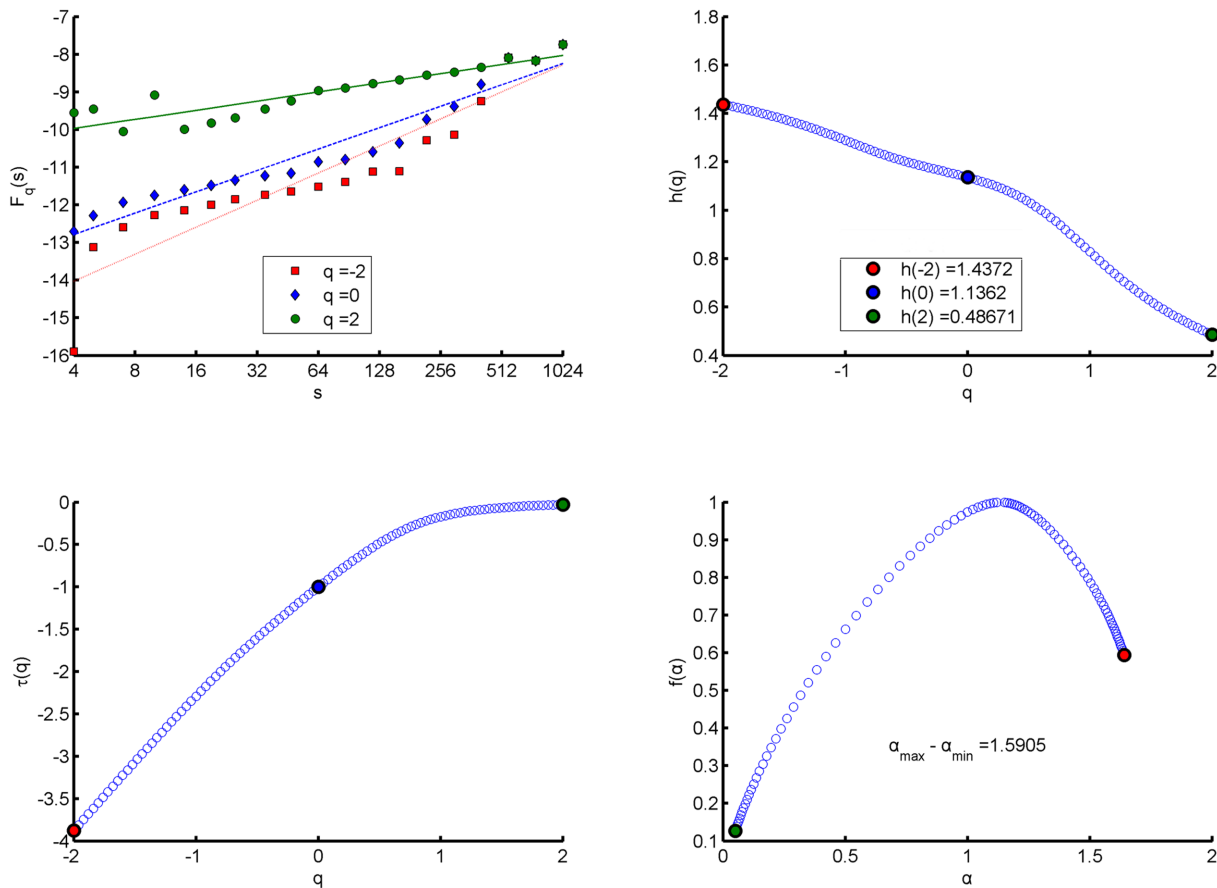 -7
-8
-9
-10
-11
-12
-13
-14
-15
-16
F_q(s)
4 8 16 32 64 128 256 512 1024
s
q =-2
q =0
q =2
1.8
1.6
1.4
1.2
1
0.8
0.6
0.4
h(q)
-2 -1 0 1 2
q
h(-2) =1.4372
h(0) =1.1362
h(2) =0.48671
0
-0.5
-1
-1.5
-2
-2.5
-3
-3.5
-4
τ(q)
-2 -1 0 1 2
q
1
0.9
0.8
0.7
0.6
0.5
0.4
0.3
0.2
0.1
f(α)
0 0.5 1 1.5 2
α
α_max - α_min =1.5905